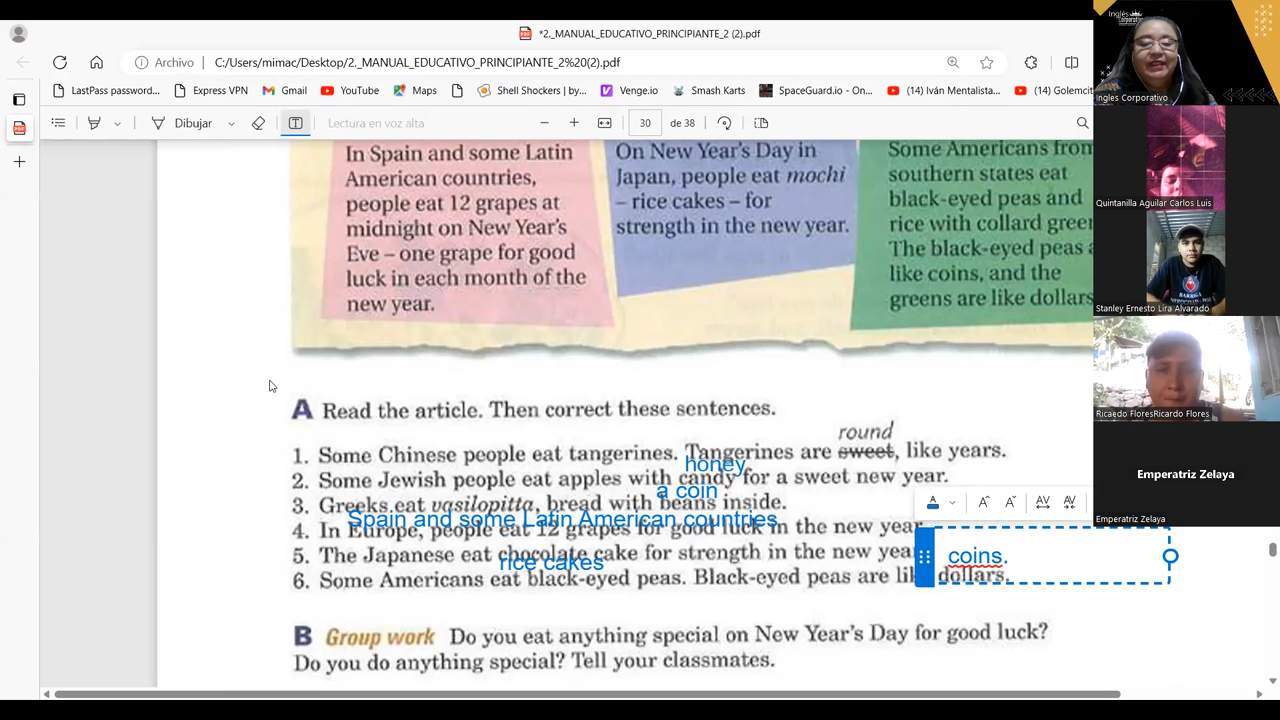 *2._MANUAL_EDUCATIVO_PRINCIPIANTE_2 (2).pdf
Archivo C:/Users/mimac/Desktop/2._MANUAL_EDUCATIVO_PRINCIPIANTE_2%20(2).pdf
LastPass password... Express VPN Gmail YouTube Maps Shell Shockers | by... Venge.io Smash Karts SpaceGuard.io - On... (14) Iván Mentalista... (14) Golemcit
Dibujar Lectura en voz alta 30 de 38
In Spain and some Latin
American countries,
people eat 12 grapes at
midnight on New Year's
Eve – one grape for good
luck in each month of the
new year.
On New Year's Day in
Japan, people eat mochi
– rice cakes – for
strength in the new year.
Some Americans from
southern states eat
black-eyed peas and
rice with collard green
The black-eyed peas a
like coins, and the
greens are like dollars
A Read the article. Then correct these sentences.
round
1. Some Chinese people eat tangerines. Tangerines are sweet, like years.
honey
2. Some Jewish people eat apples with candy for a sweet new year.
a coin
3. Greeks eat vasilopitta, bread with beans inside.
Spain and some Latin American countries
4. In Europe, people eat 12 grapes for good luck in the new year
5. The Japanese eat chocolate cake for strength in the new year
rice cakes
coins.
6. Some Americans eat black-eyed peas. Black-eyed peas are like dollars.
B Group work Do you eat anything special on New Year's Day for good luck?
Do you do anything special? Tell your classmates.
Inglés
Corporativo
Ingles Corporativo
Quintanilla Aguilar Carlos Luis
Stanley Ernesto Lira Alvarado
Ricaedo FloresRicardo Flores
Emperatriz Zelaya
Emperatriz Zelaya